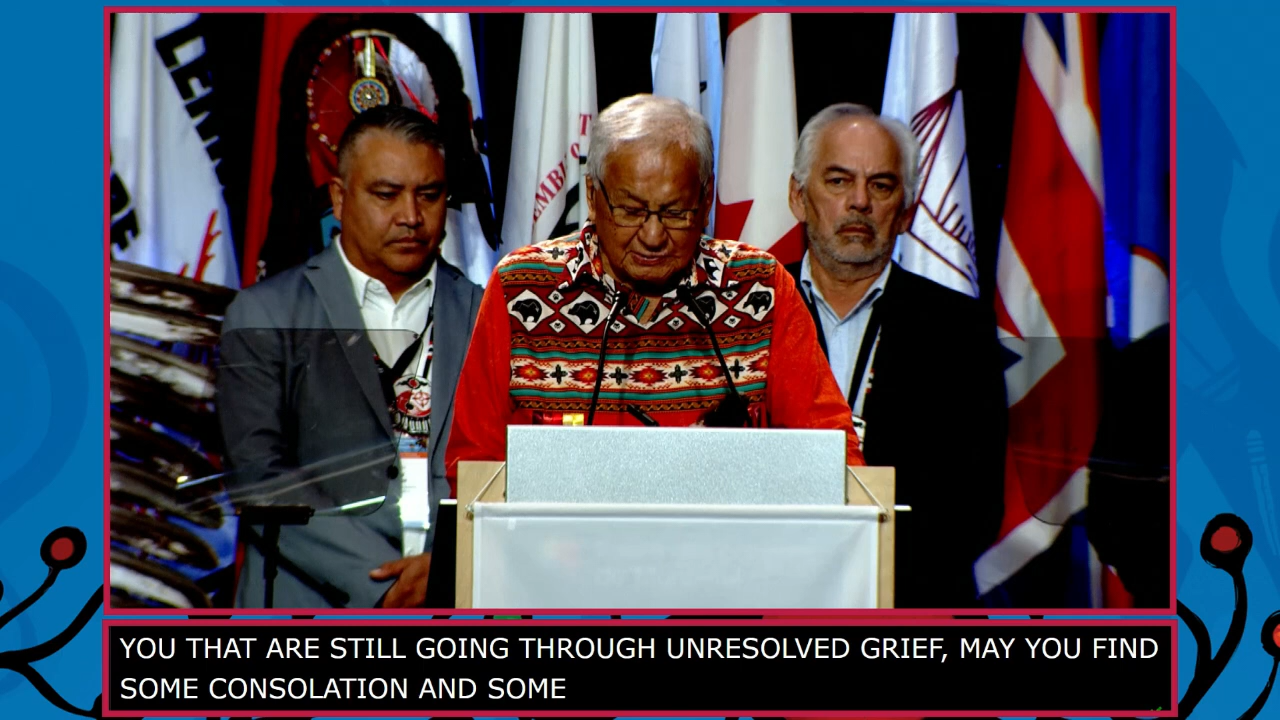 YOU THAT ARE STILL GOING THROUGH UNRESOLVED GRIEF, MAY YOU FIND
SOME CONSOLATION AND SOME